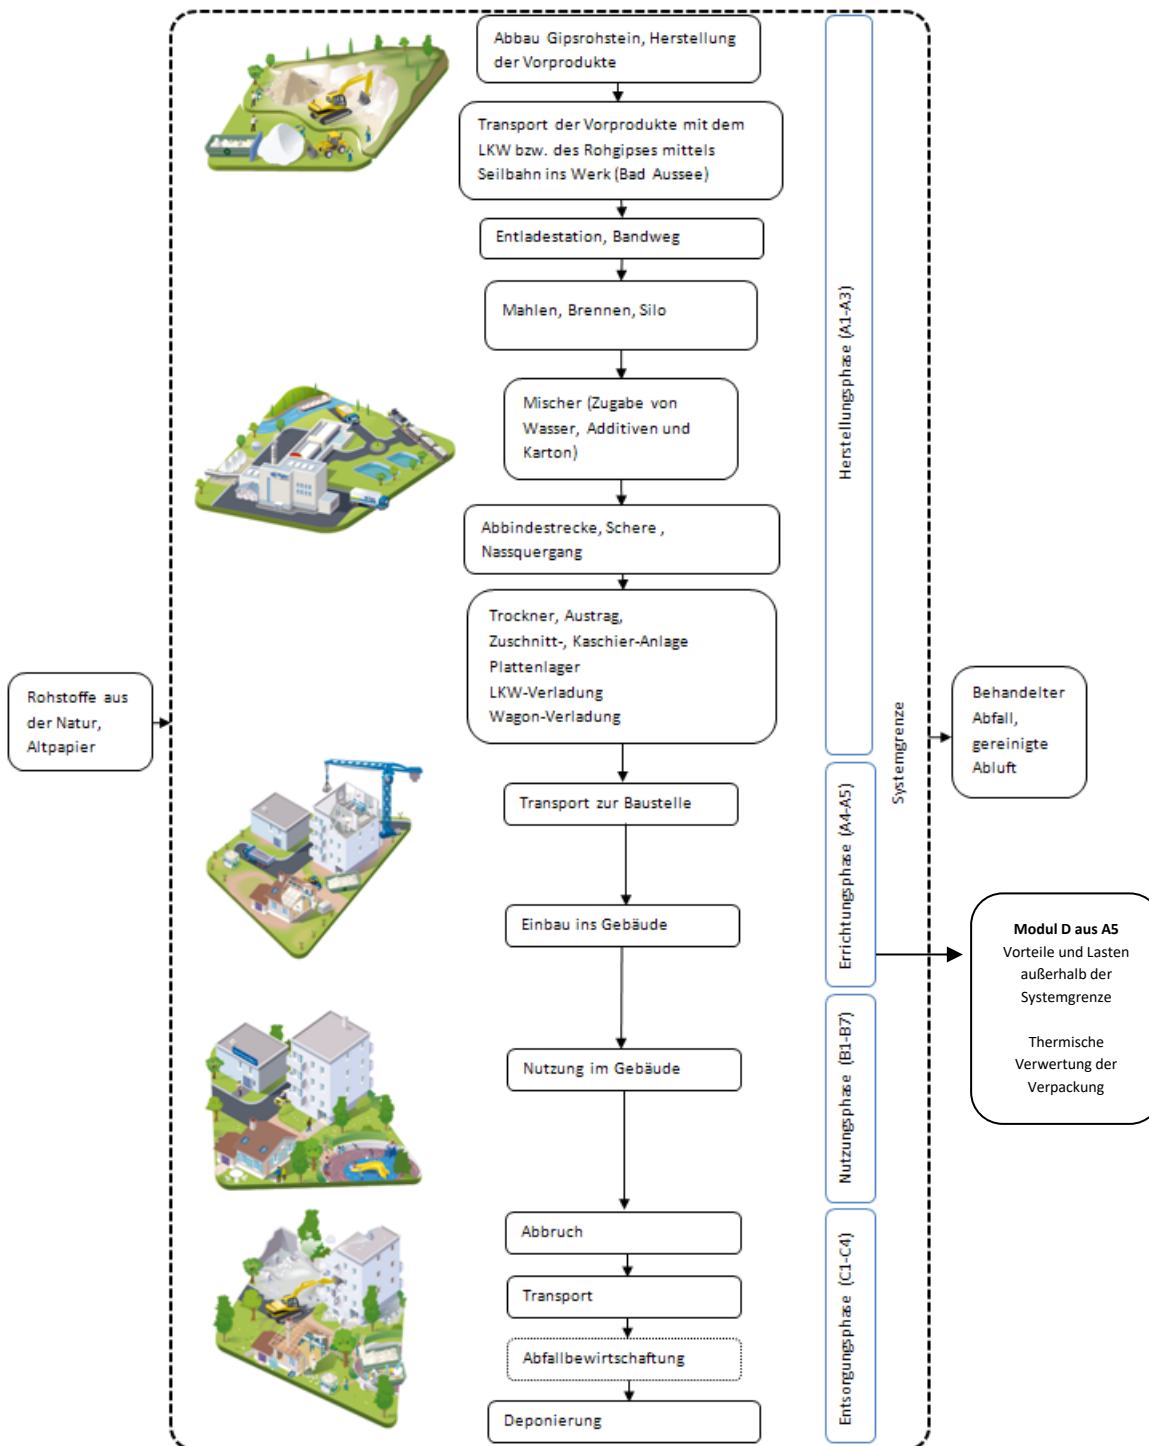 Abbau Gipsrohstein, Herstellung
der Vorprodukte
Transport der Vorprodukte mit dem
LKW bzw. des Rohgipses mittels
Seilbahn ins Werk (Bad Aussee)
Entladestation, Bandweg
Mahlen, Brennen, Silo
Mischer (Zugabe von
Wasser, Additiven und
Karton)
Abbindestrecke, Schere ,
Nassquergang
Trockner, Austrag,
Zuschnitt-, Kaschier-Anlage
Plattenlager
LKW-Verladung
Wagon-Verladung
Transport zur Baustelle
Einbau ins Gebäude
Nutzung im Gebäude
Abbruch
Transport
Abfallbewirtschaftung
Deponierung
Rohstoffe aus
der Natur,
Altpapier
Herstellungsphase (A1-A3)
Errichtungsphase (A4-A5)
Nutzungsphase (B1-B7)
Entsorgungsphase (C1-C4)
Systemgrenze
Behandelter
Abfall,
gereinigte
Abluft
Modul D aus A5
Vorteile und Lasten
außerhalb der
Systemgrenze
Thermische
Verwertung der
Verpackung